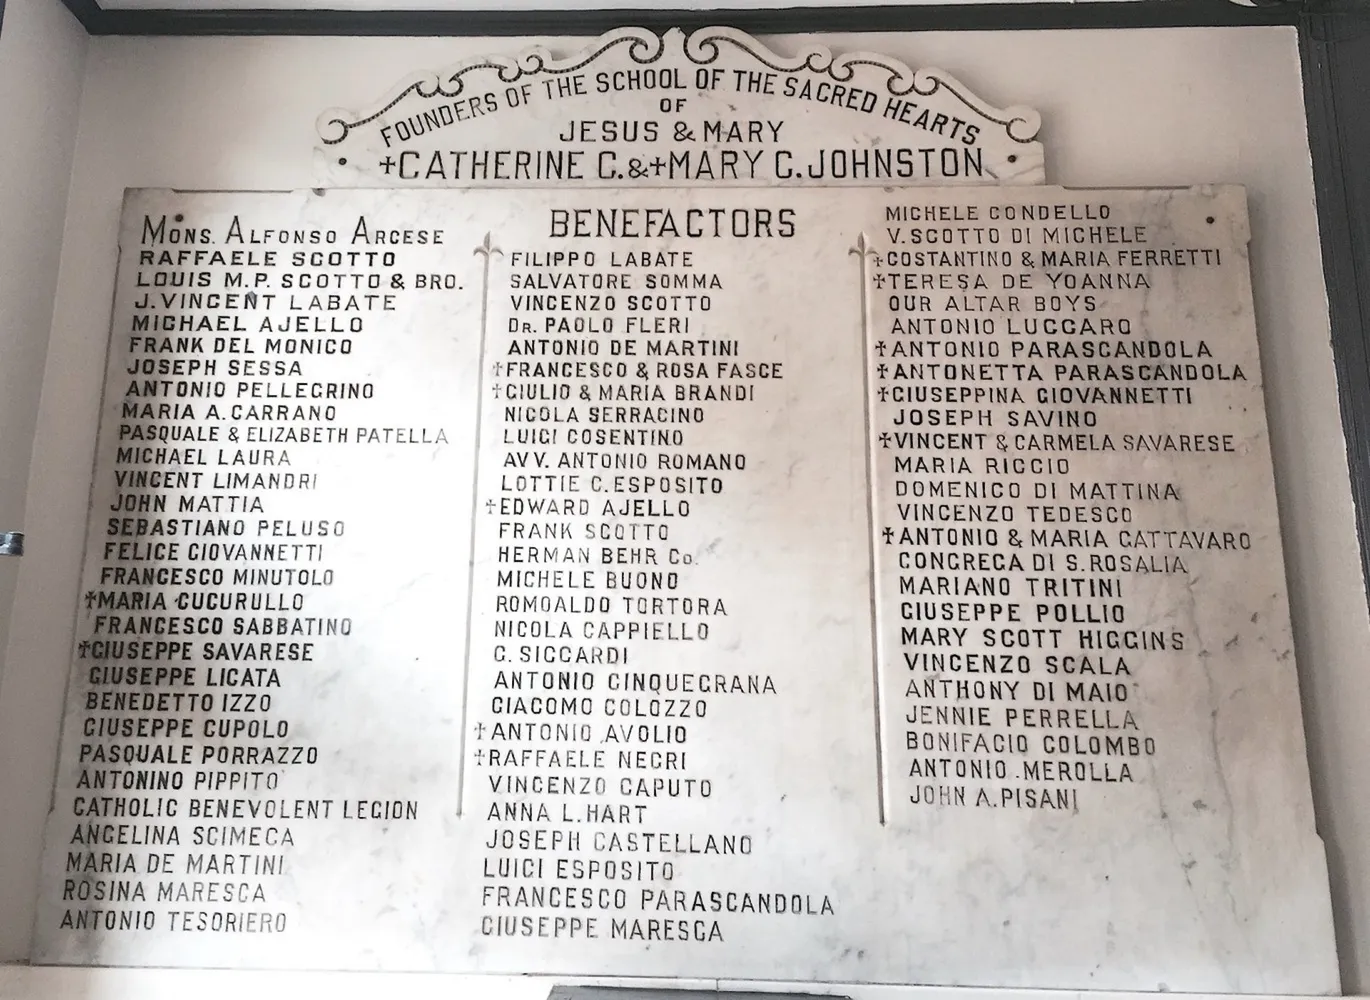 FOUNDERS OF THE SCHOOL OF THE SACRED HEARTS
OF
JESUS & MARY
✝CATHERINE C.&✝MARY C. JOHNSTON
BENEFACTORS
MONS. ALFONSO ARCESE
RAFFAELE SCOTTO
LOUIS M.P. SCOTTO & BRO.
J. VINCENT LABATE
MICHAEL AJELLO
FRANK DEL MONICO
JOSEPH SESSA
ANTONIO PELLEGRINO
MARIA A. CARRANO
PASQUALE & ELIZABETH PATELLA
MICHAEL LAURA
VINCENT LIMANDRI
JOHN MATTIA
SEBASTIANO PELUSO
FELICE GIOVANNETTI
FRANCESCO MINUTOLO
✝MARIA CUCURULLO
FRANCESCO SABBATINO
✝GIUSEPPE SAVARESE
GIUSEPPE LICATA
BENEDETTO IZZO
GIUSEPPE CUPOLO
PASQUALE PORRAZZO
ANTONINO PIPPITO
CATHOLIC BENEVOLENT LEGION
ANGELINA SCIMECA
MARIA DE MARTINI
ROSINA MARESCA
ANTONIO TESORIERO
FILIPPO LABATE
SALVATORE SOMMA
VINCENZO SCOTTO
DR. PAOLO FLERI
ANTONIO DE MARTINI
✝FRANCESCO & ROSA FASCE
✝GIULIO & MARIA BRANDI
NICOLA SERRACINO
LUIGI COSENTINO
AVV. ANTONIO ROMANO
LOTTIE C. ESPOSITO
✝EDWARD AJELLO
FRANK SCOTTO
HERMAN BEHR CO.
MICHELE BUONO
ROMOALDO TORTORA
NICOLA CAPPIELLO
G. SICCARDI
ANTONIO CINQUEGRANA
GIACOMO COLOZZO
✝ANTONIO AVOLIO
✝RAFFAELE NEGRI
VINCENZO CAPUTO
ANNA L. HART
JOSEPH CASTELLANO
LUIGI ESPOSITO
FRANCESCO PARASCANDOLA
GIUSEPPE MARESCA
MICHELE CONDELLO
V. SCOTTO DI MICHELE
✝COSTANTINO & MARIA FERRETTI
✝TERESA DE YOANNA
OUR ALTAR BOYS
ANTONIO LUCCARO
✝ANTONIO PARASCANDOLA
✝ANTONETTA PARASCANDOLA
✝GIUSEPPINA GIOVANNETTI
JOSEPH SAVINO
✝VINCENT & CARMELA SAVARESE
MARIA RICCIO
DOMENICO DI MATTINA
VINCENZO TEDESCO
✝ANTONIO & MARIA CATTAVARO
CONGREGA DI S. ROSALIA
MARIANO TRITINI
GIUSEPPE POLLIO
MARY SCOTT HIGGINS
VINCENZO SCALA
ANTHONY DI MAIO
JENNIE PERRELLA
BONIFACIO COLOMBO
ANTONIO MEROLLA
JOHN A. PISANI